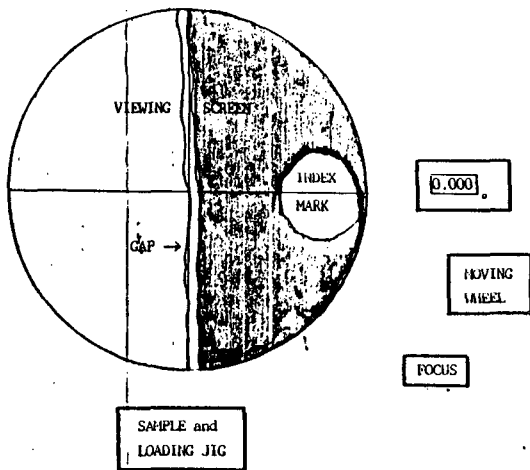 VIEWING SCREEN
INDEX
MARK
0.000
GAP →
MOVING
WHEEL
FOCUS
SAMPLE and
LOADING JIG